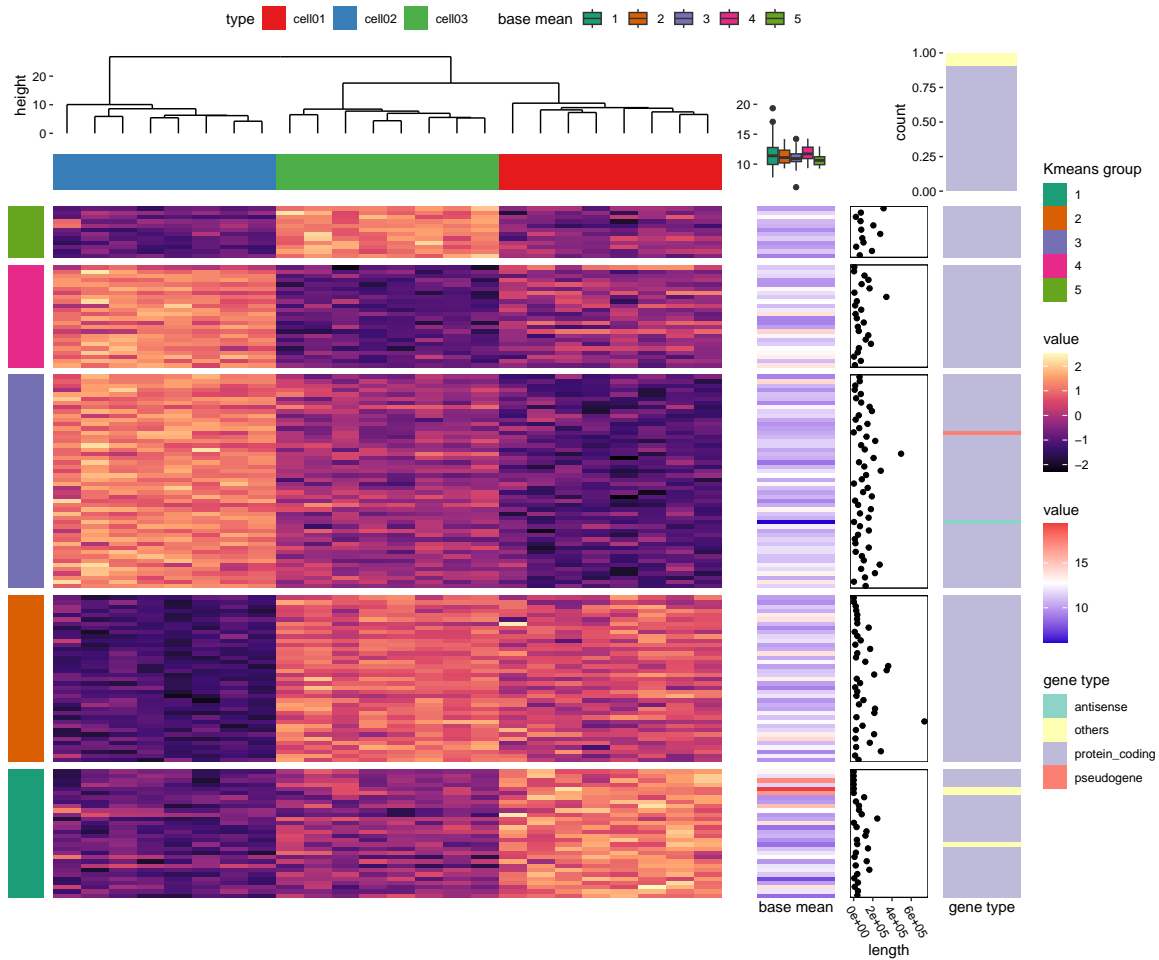 type cell01 cell02 cell03 base mean 1 2 3 4 5
height
20
10
0
20
15
10
count
1.00
0.75
0.50
0.25
0.00
Kmeans group
1
2
3
4
5
value
2
1
0
−1
−2
value
15
10
gene type
antisense
others
protein_coding
pseudogene
base mean
0e+00
2e+05
4e+05
6e+05
length
gene type